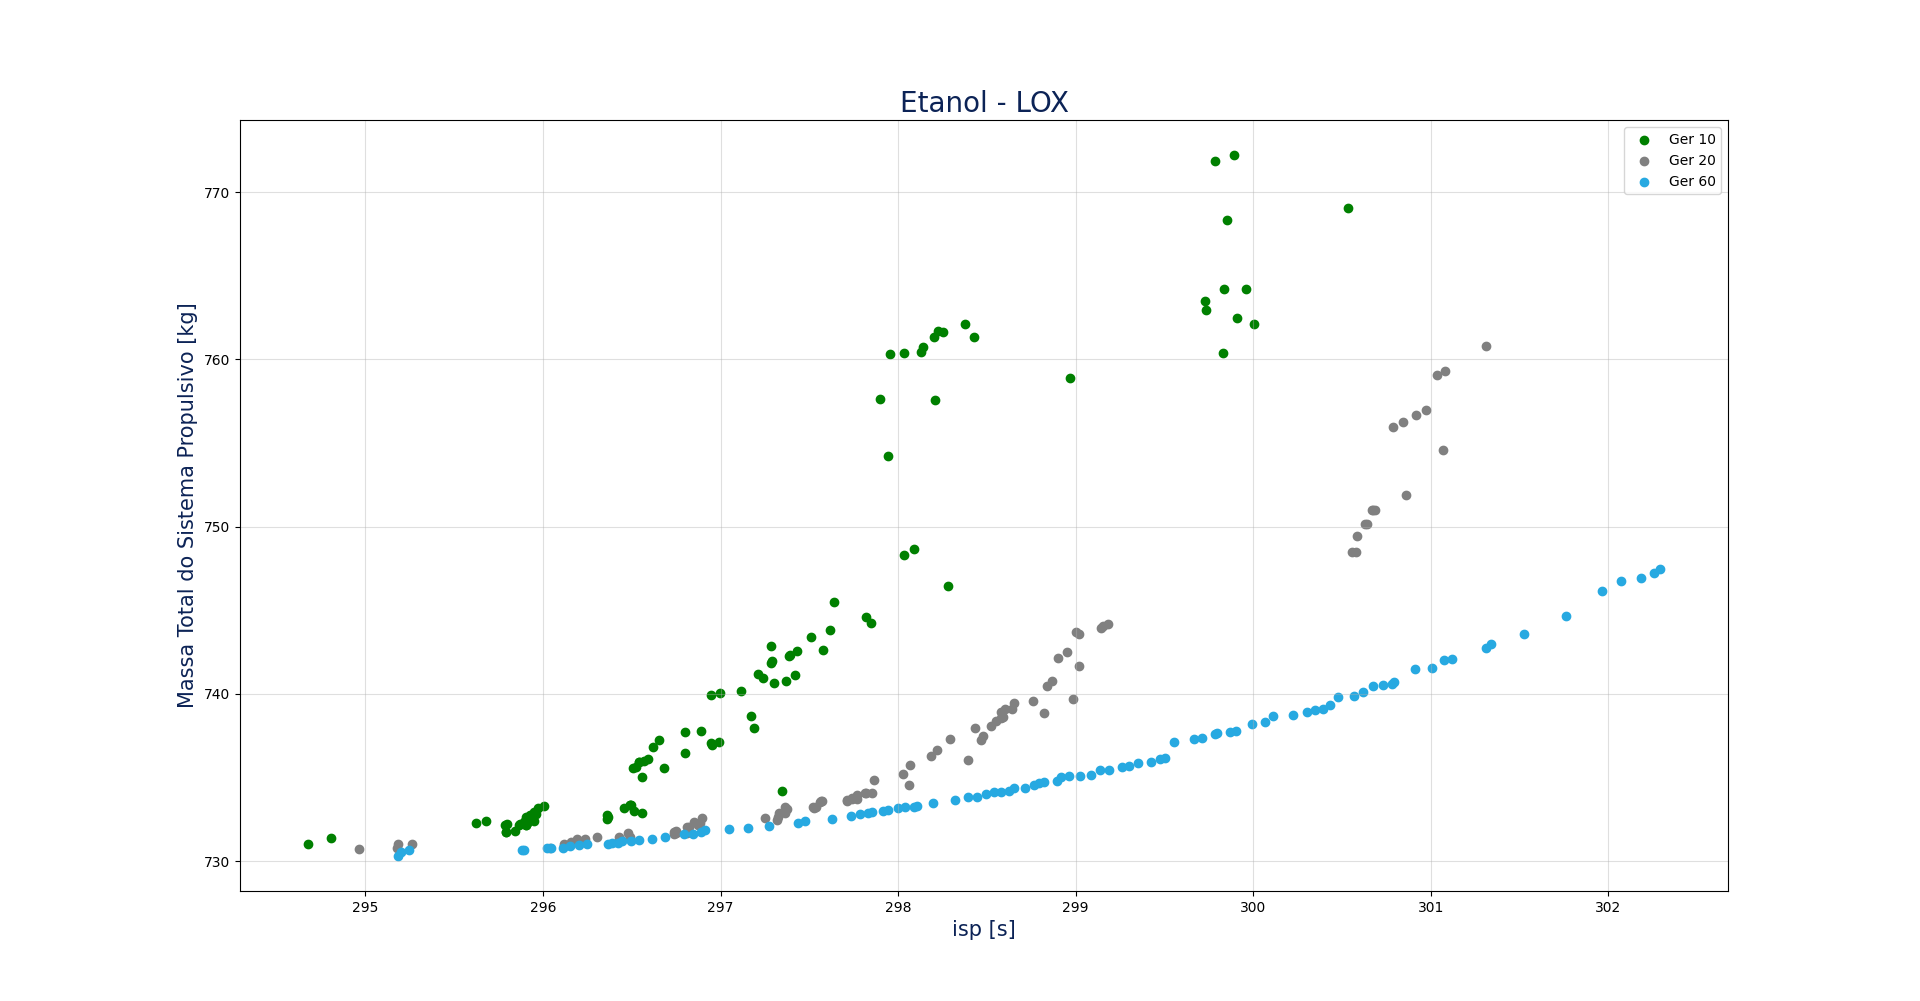 Etanol - LOX
Ger 10
Ger 20
Ger 60
Massa Total do Sistema Propulsivo [kg]
770
760
750
740
730
295 296 297 298 299 300 301 302
isp [s]